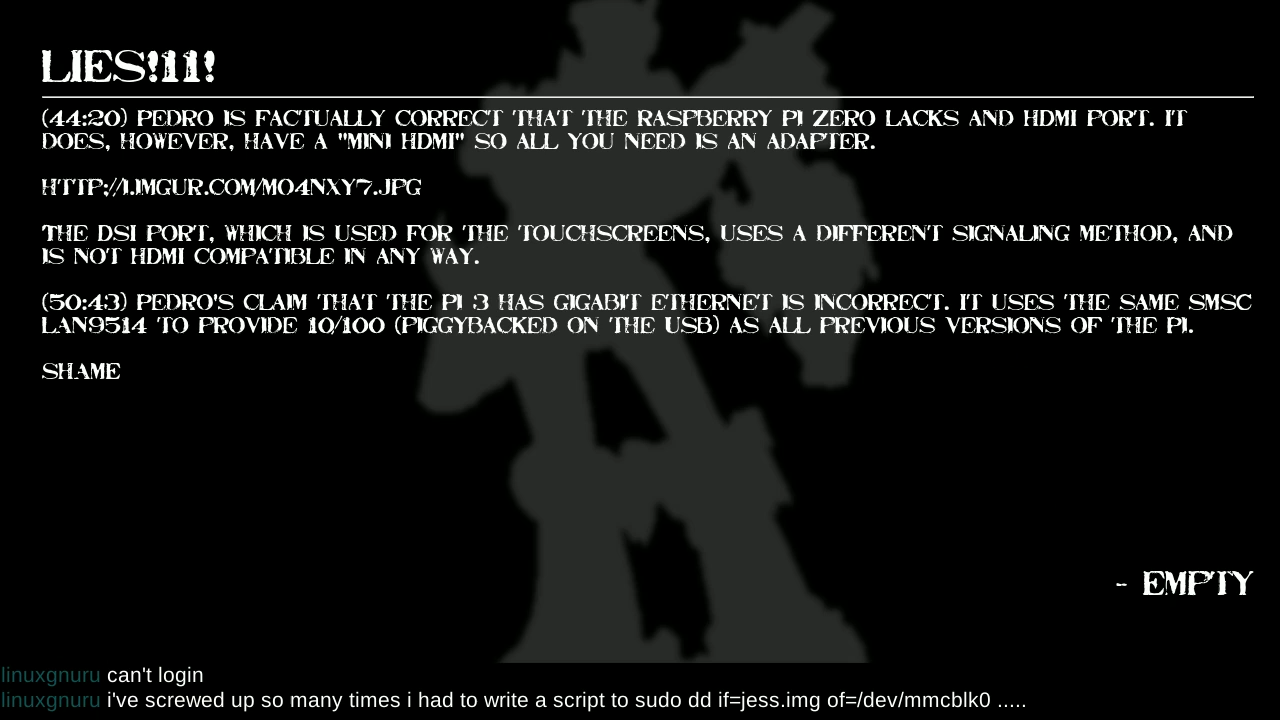 LIES!11!
(44:20) PEDRO IS FACTUALLY CORRECT THAT THE RASPBERRY PI ZERO LACKS AND HDMI PORT. IT
DOES, HOWEVER, HAVE A "MINI HDMI" SO ALL YOU NEED IS AN ADAPTER.
HTTP://I.IMGUR.COM/MO4NXY7.JPG
THE DSI PORT, WHICH IS USED FOR THE TOUCHSCREENS, USES A DIFFERENT SIGNALING METHOD, AND
IS NOT HDMI COMPATIBLE IN ANY WAY.
(50:43) PEDRO'S CLAIM THAT THE PI 3 HAS GIGABIT ETHERNET IS INCORRECT. IT USES THE SAME SMSC
LAN9514 TO PROVIDE 10/100 (PIGGYBACKED ON THE USB) AS ALL PREVIOUS VERSIONS OF THE PI.
SHAME
- EMPTY
linuxgnuru can't login
linuxgnuru i've screwed up so many times i had to write a script to sudo dd if=jess.img of=/dev/mmcblk0 .....